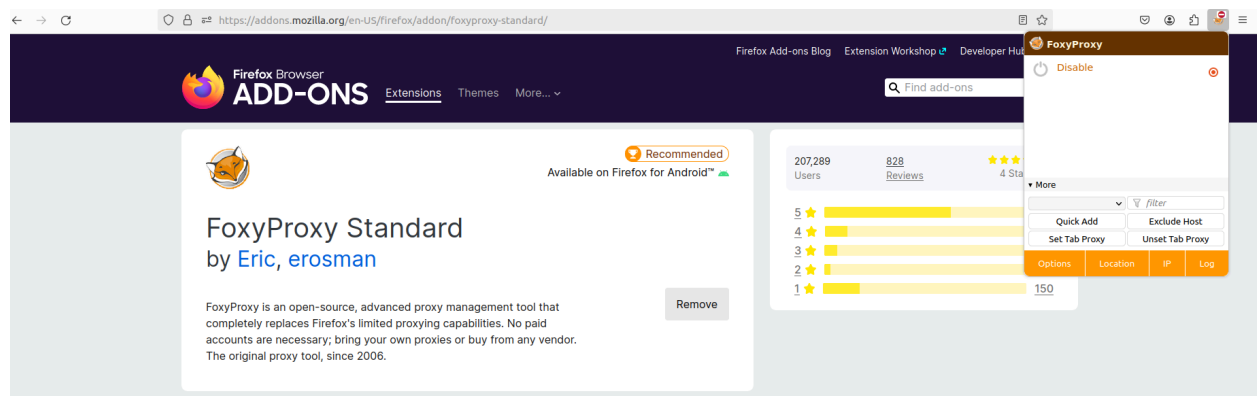 https://addons.mozilla.org/en-US/firefox/addon/foxyproxy-standard/
Firefox Add-ons Blog Extension Workshop Developer Hub
Firefox Browser
ADD-ONS Extensions Themes More...
Find add-ons
FoxyProxy
Disable
Recommended
Available on Firefox for Android™
FoxyProxy Standard
by Eric, erosman
FoxyProxy is an open-source, advanced proxy management tool that
completely replaces Firefox's limited proxying capabilities. No paid
accounts are necessary; bring your own proxies or buy from any vendor.
The original proxy tool, since 2006.
Remove
207,289 828
Users Reviews 4 Sta
5
4
3
2
1 150
More
filter
Quick Add Exclude Host
Set Tab Proxy Unset Tab Proxy
Options Location IP Log